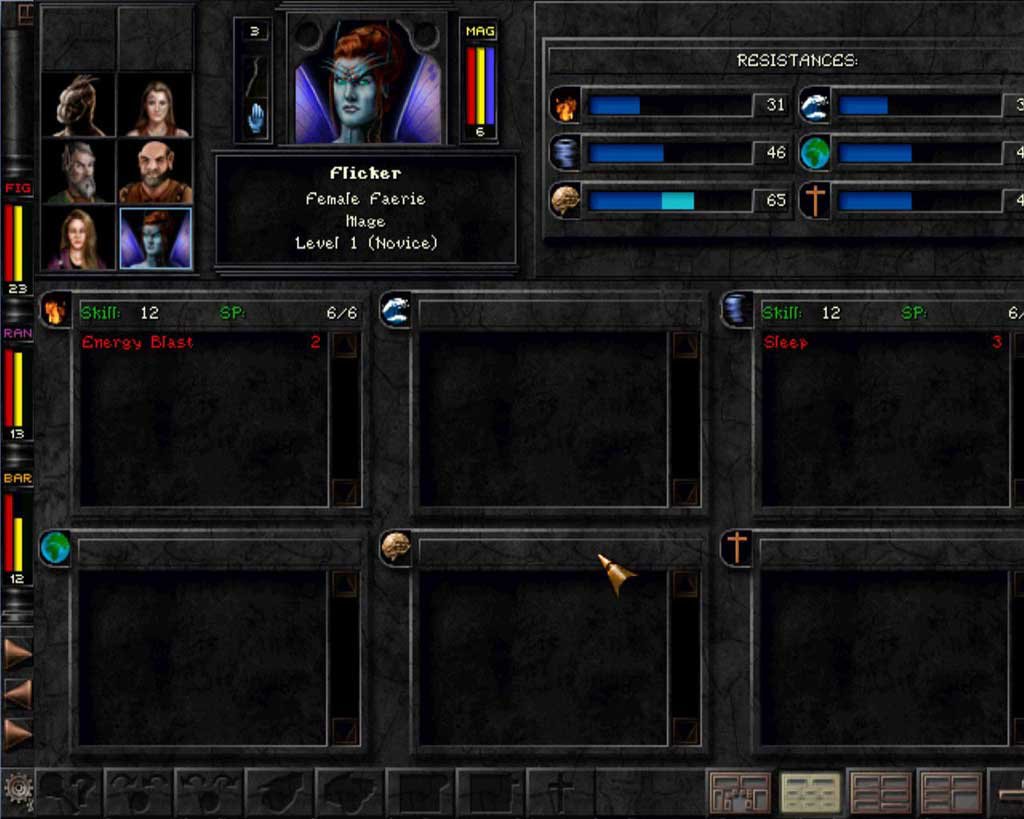 3
MAG
6
RESISTANCES:
31
46
65
Flicker
Female Faerie
Mage
Level 1 (Novice)
FIG
23
RAN
13
BAR
12
Skill: 12 SP: 6/6
Energy Blast 2
Skill: 12 SP: 6/
Sleep 3